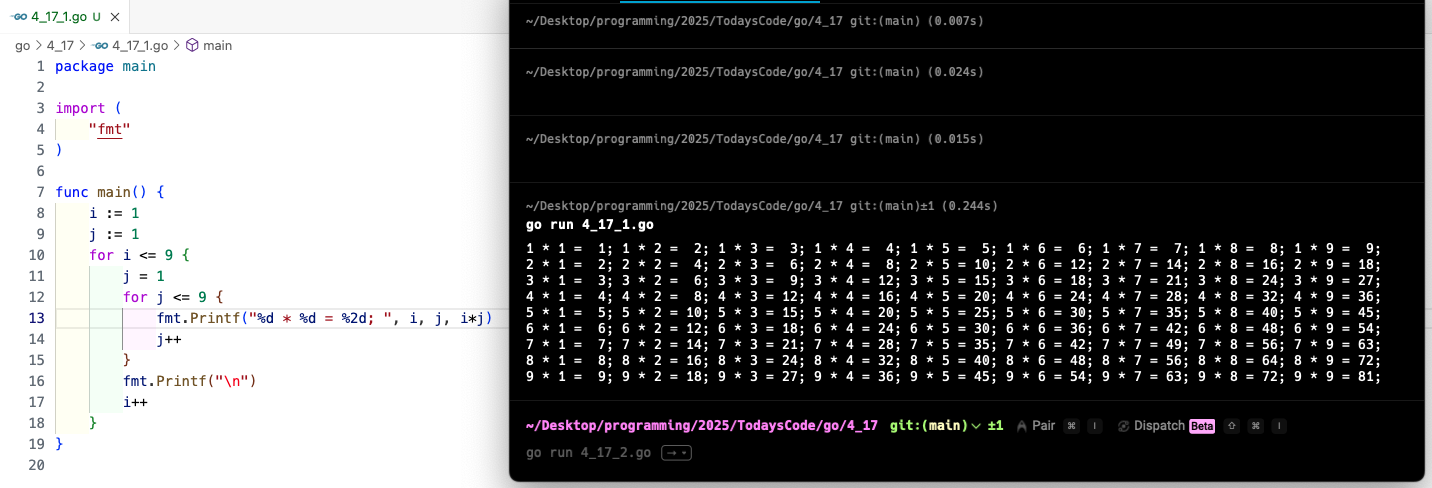 GO 4_17_1.go U ×
go > 4_17 > GO 4_17_1.go > main
1 package main
2
3 import (
4     "fmt"
5 )
6
7 func main() {
8     i := 1
9     j := 1
10     for i <= 9 {
11         j = 1
12         for j <= 9 {
13             fmt.Printf("%d * %d = %2d; ", i, j, i*j)
14             j++
15         }
16         fmt.Printf("\n")
17         i++
18     }
19 }
20
~/Desktop/programming/2025/TodaysCode/go/4_17 git:(main) (0.007s)
~/Desktop/programming/2025/TodaysCode/go/4_17 git:(main) (0.024s)
~/Desktop/programming/2025/TodaysCode/go/4_17 git:(main) (0.015s)
~/Desktop/programming/2025/TodaysCode/go/4_17 git:(main)±1 (0.244s)
go run 4_17_1.go
1 * 1 =  1; 1 * 2 =  2; 1 * 3 =  3; 1 * 4 =  4; 1 * 5 =  5; 1 * 6 =  6; 1 * 7 =  7; 1 * 8 =  8; 1 * 9 =  9;
2 * 1 =  2; 2 * 2 =  4; 2 * 3 =  6; 2 * 4 =  8; 2 * 5 = 10; 2 * 6 = 12; 2 * 7 = 14; 2 * 8 = 16; 2 * 9 = 18;
3 * 1 =  3; 3 * 2 =  6; 3 * 3 =  9; 3 * 4 = 12; 3 * 5 = 15; 3 * 6 = 18; 3 * 7 = 21; 3 * 8 = 24; 3 * 9 = 27;
4 * 1 =  4; 4 * 2 =  8; 4 * 3 = 12; 4 * 4 = 16; 4 * 5 = 20; 4 * 6 = 24; 4 * 7 = 28; 4 * 8 = 32; 4 * 9 = 36;
5 * 1 =  5; 5 * 2 = 10; 5 * 3 = 15; 5 * 4 = 20; 5 * 5 = 25; 5 * 6 = 30; 5 * 7 = 35; 5 * 8 = 40; 5 * 9 = 45;
6 * 1 =  6; 6 * 2 = 12; 6 * 3 = 18; 6 * 4 = 24; 6 * 5 = 30; 6 * 6 = 36; 6 * 7 = 42; 6 * 8 = 48; 6 * 9 = 54;
7 * 1 =  7; 7 * 2 = 14; 7 * 3 = 21; 7 * 4 = 28; 7 * 5 = 35; 7 * 6 = 42; 7 * 7 = 49; 7 * 8 = 56; 7 * 9 = 63;
8 * 1 =  8; 8 * 2 = 16; 8 * 3 = 24; 8 * 4 = 32; 8 * 5 = 40; 8 * 6 = 48; 8 * 7 = 56; 8 * 8 = 64; 8 * 9 = 72;
9 * 1 =  9; 9 * 2 = 18; 9 * 3 = 27; 9 * 4 = 36; 9 * 5 = 45; 9 * 6 = 54; 9 * 7 = 63; 9 * 8 = 72; 9 * 9 = 81;
~/Desktop/programming/2025/TodaysCode/go/4_17 git:(main) ±1 Pair ⌘ I Dispatch Beta ⇧ ⌘ I
go run 4_17_2.go →